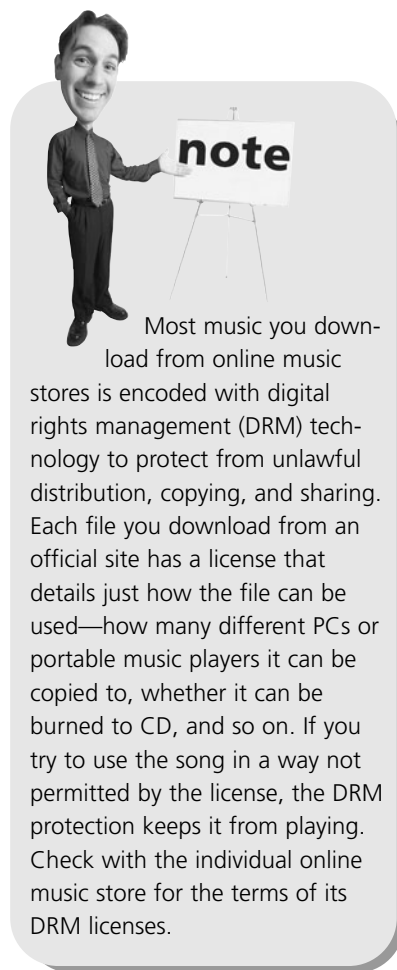 note
Most music you down-
load from online music
stores is encoded with digital
rights management (DRM) tech-
nology to protect from unlawful
distribution, copying, and sharing.
Each file you download from an
official site has a license that
details just how the file can be
used—how many different PCs or
portable music players it can be
copied to, whether it can be
burned to CD, and so on. If you
try to use the song in a way not
permitted by the license, the DRM
protection keeps it from playing.
Check with the individual online
music store for the terms of its
DRM licenses.